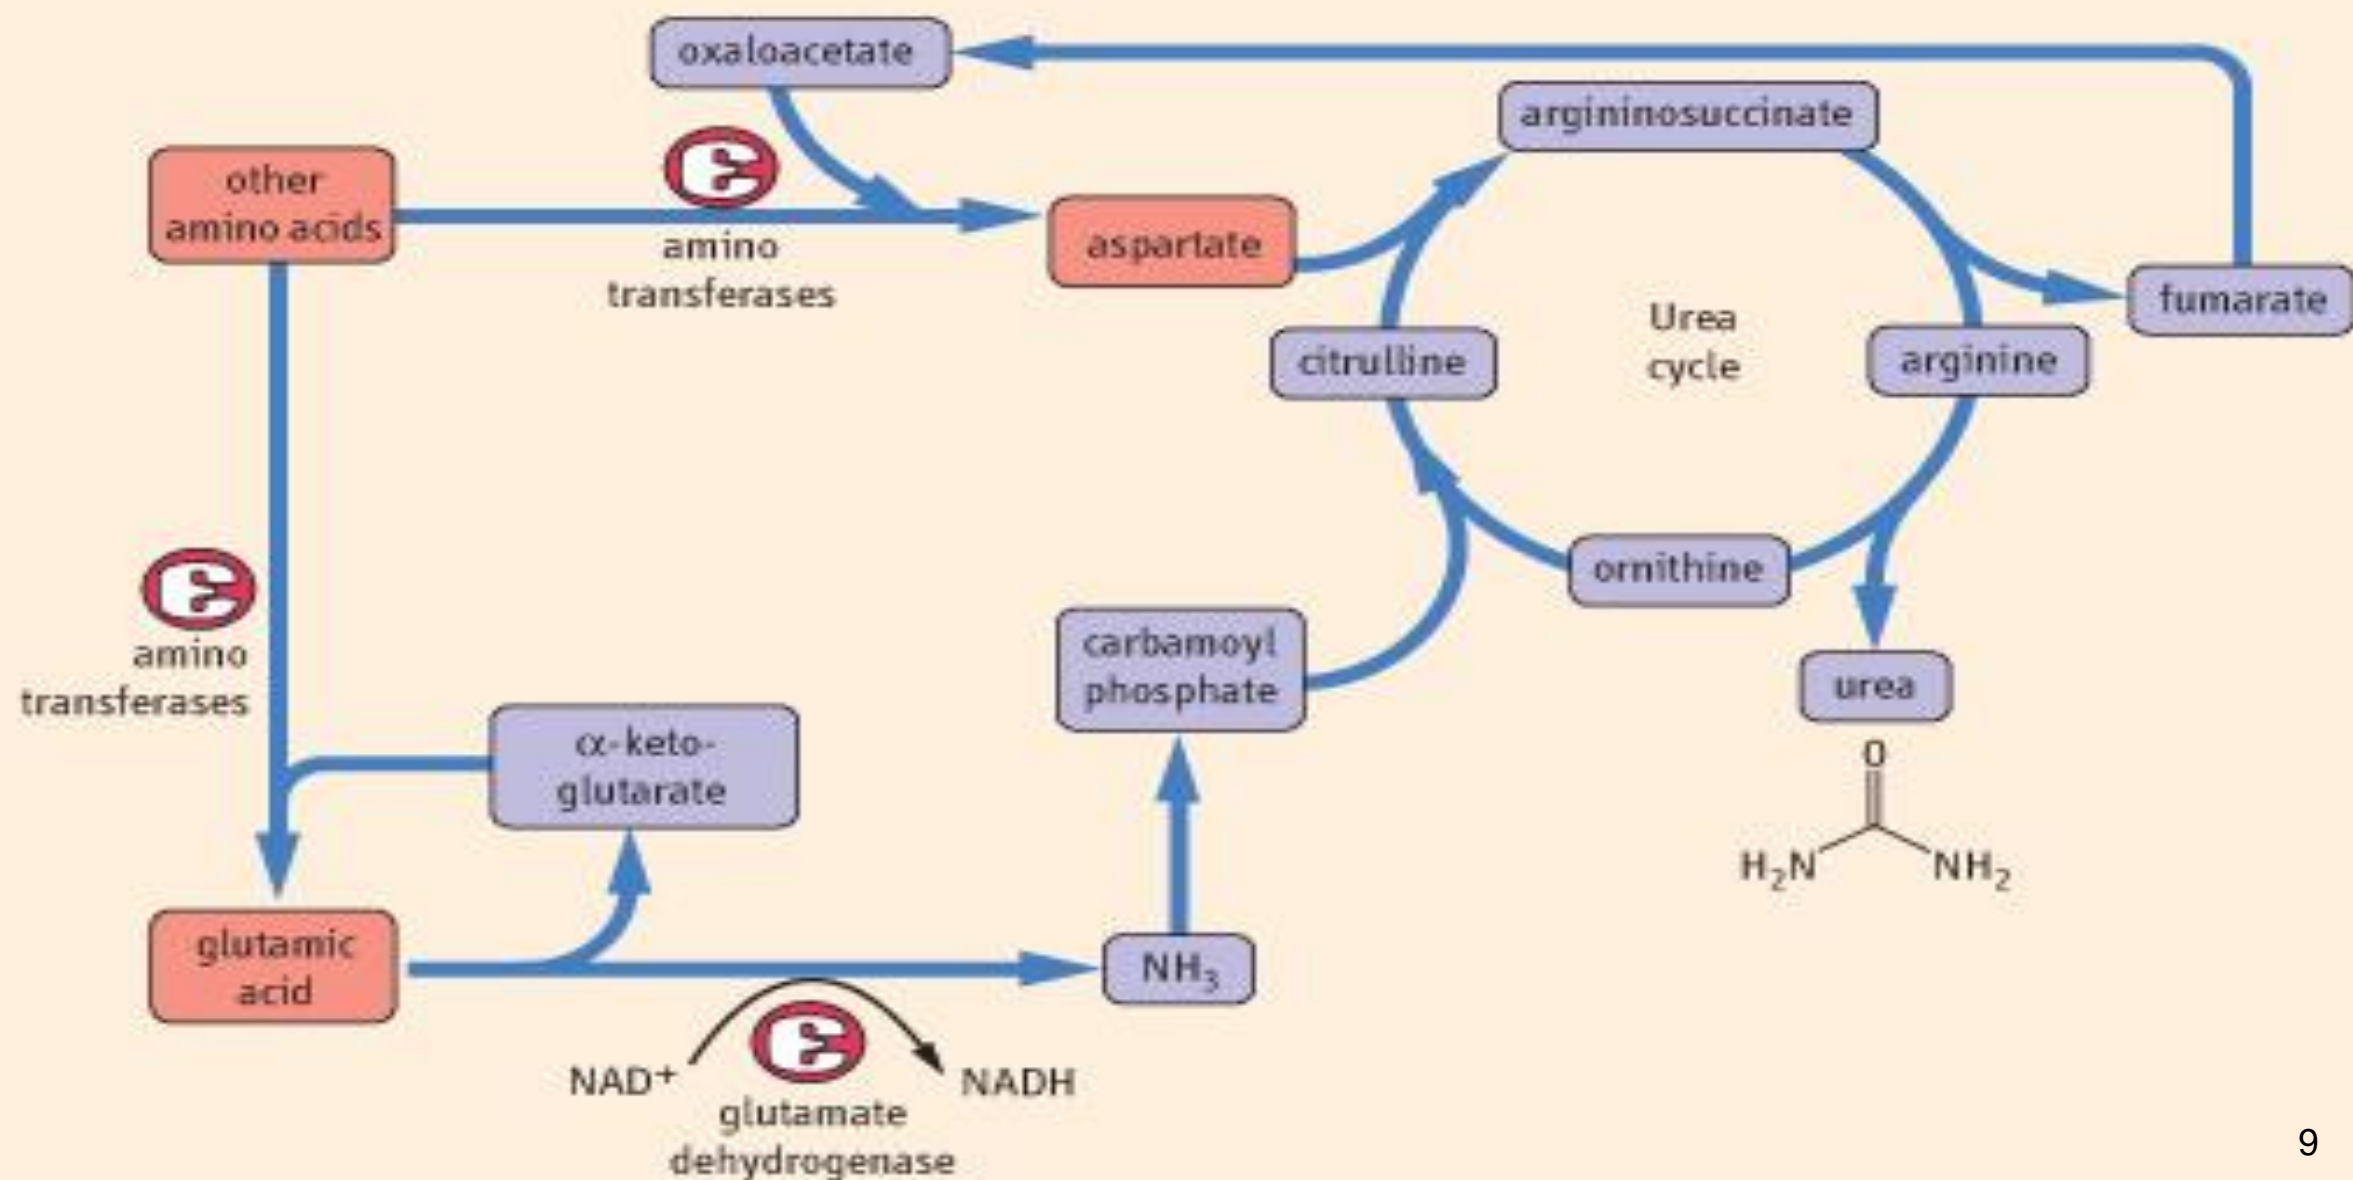 oxaloacetate
argininosuccinate
other
amino acids
amino
transferases
aspartate
fumarate
Urea
cycle
citrulline
arginine
ornithine
amino
transferases
carbamoyl
phosphate
urea
α-keto-
glutarate
O
H₂N
NH₂
glutamic
acid
NH₃
NAD⁺
NADH
glutamate
dehydrogenase
9